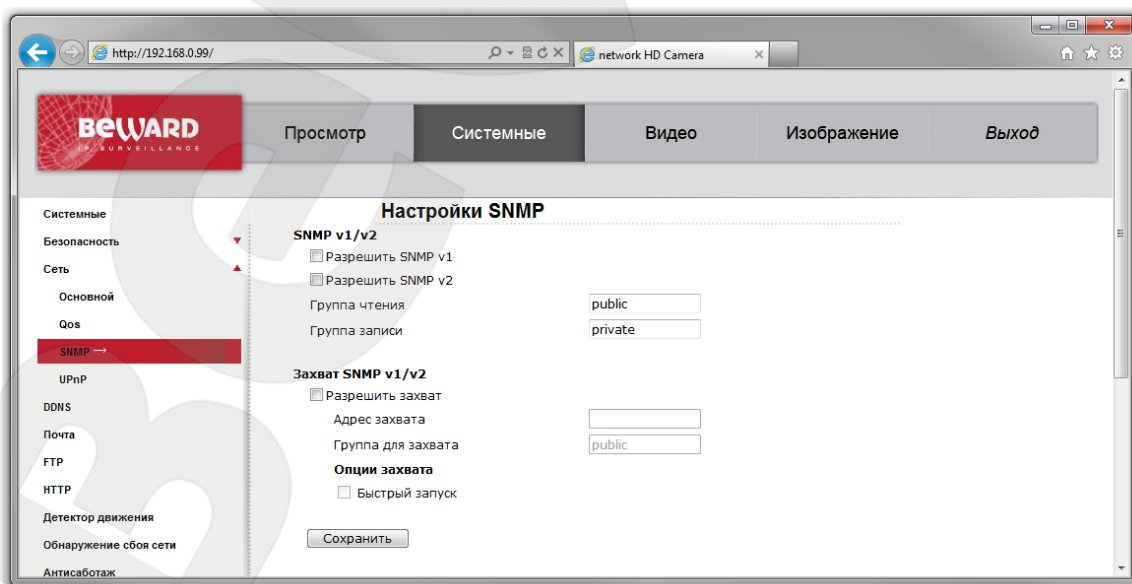 http://192.168.0.99/
network HD Camera
BEWARD
IP SURVEILLANCE
Просмотр
Системные
Видео
Изображение
Выход
Системные
Безопасность
Сеть
Основной
Qos
SNMP →
UPnP
DDNS
Почта
FTP
HTTP
Детектор движения
Обнаружение сбоя сети
Антисаботаж
Настройки SNMP
SNMP v1/v2
Разрешить SNMP v1
Разрешить SNMP v2
Группа чтения public
Группа записи private
Захват SNMP v1/v2
Разрешить захват
Адрес захвата
Группа для захвата public
Опции захвата
Быстрый запуск
Сохранить